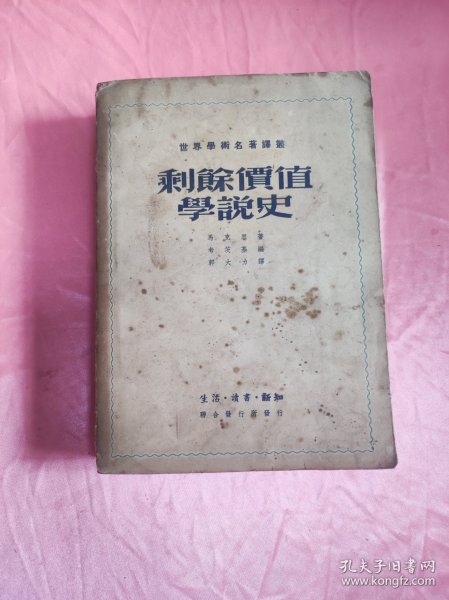 世界學術名著譯叢
剩餘價值
學說史
馬克思著
考茨基編
郭大力譯
生活·讀書·新知
聯合發行所發行
孔夫子旧书网
www.kongfz.com